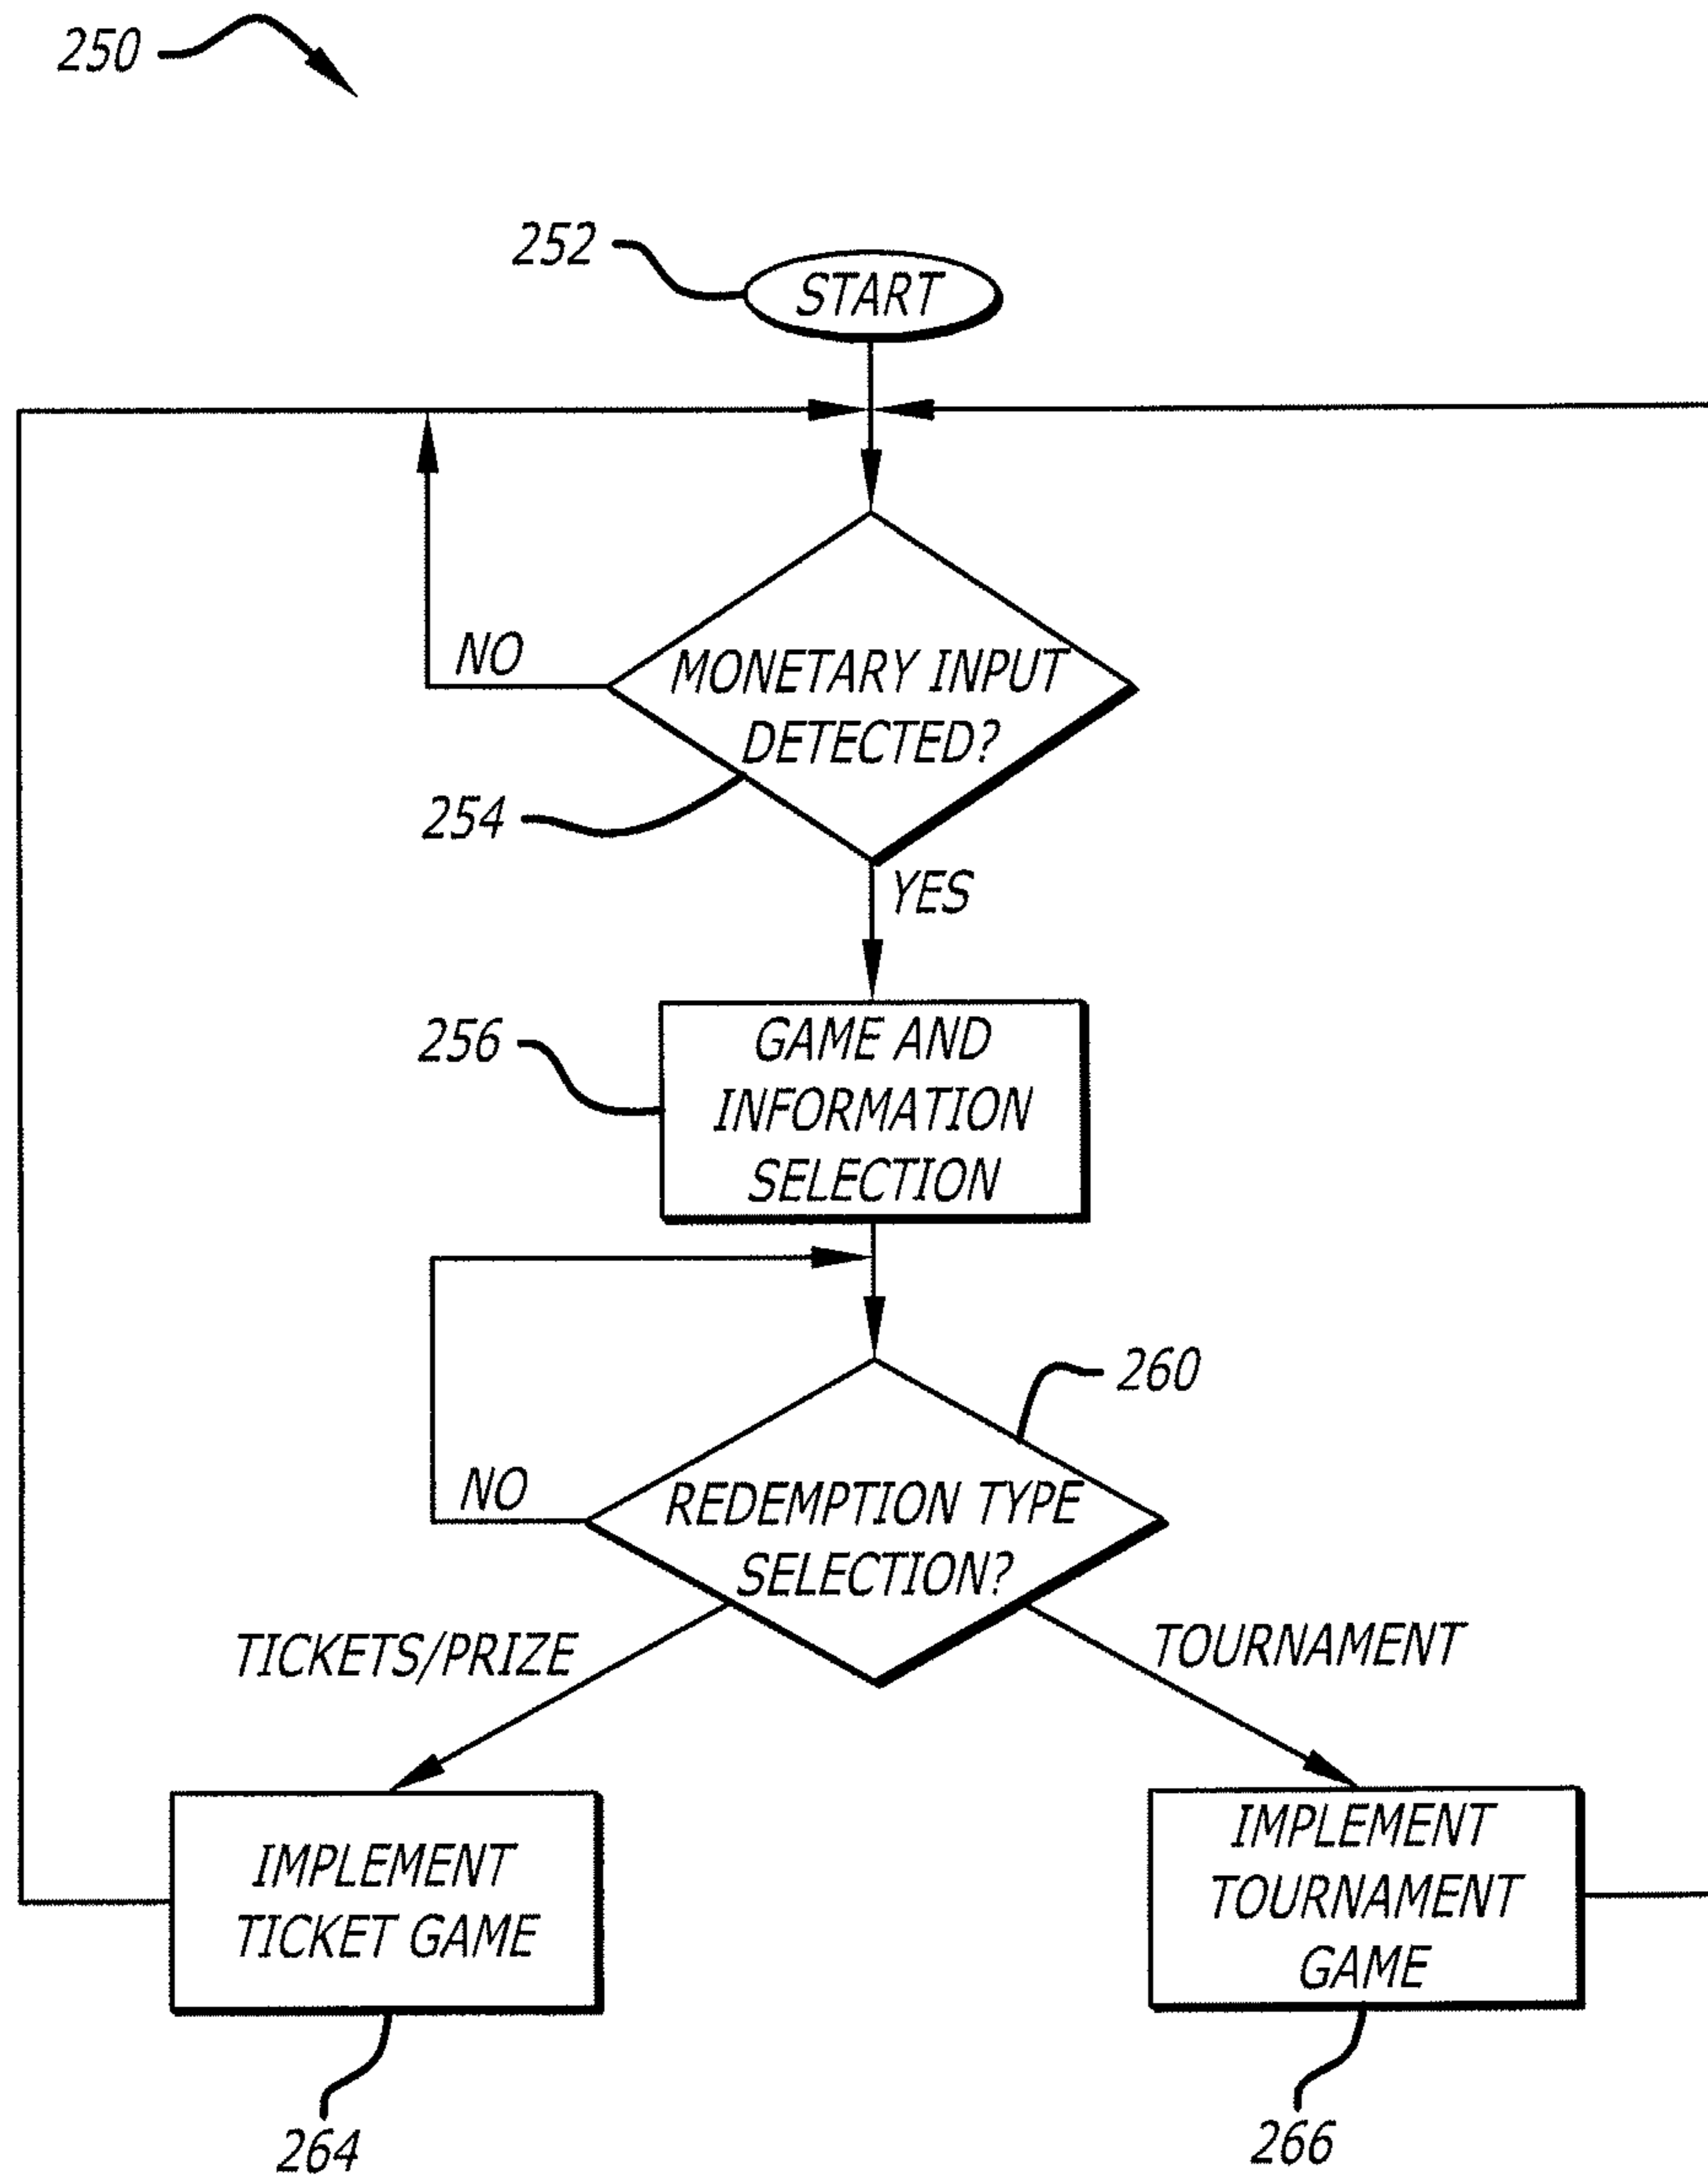 250
252
START
NO
MONETARY INPUT
DETECTED?
254
YES
256
GAME AND
INFORMATION
SELECTION
260
NO
REDEMPTION TYPE
SELECTION?
TICKETS/PRIZE
TOURNAMENT
IMPLEMENT
TICKET GAME
IMPLEMENT
TOURNAMENT
GAME
264
266